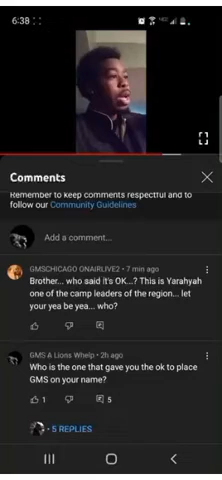 6:38
Comments
Remember to keep comments respectful and to
follow our Community Guidelines
Add a comment...
GMSCHICAGO ONAIRLIVE2 • 7 min ago
Brother... who said it's OK...? This is Yarahyah
one of the camp leaders of the region... let
your yea be yea... who?
GMS & Lions Whelp • 2h ago
Who is the one that gave you the ok to place
GMS on your name?
1 5
5 REPLIES